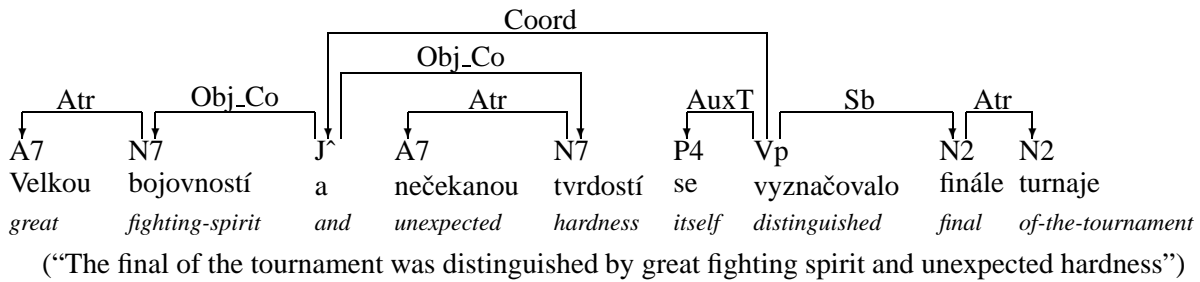 Coord
Obj_Co
Atr Obj_Co Atr AuxT Sb Atr
A7 N7 J^ A7 N7 P4 Vp N2 N2
Velkou bojovností a nečekanou tvrdostí se vyznačovalo finále turnaje
great fighting-spirit and unexpected hardness itself distinguished final of-the-tournament
(“The final of the tournament was distinguished by great fighting spirit and unexpected hardness”)